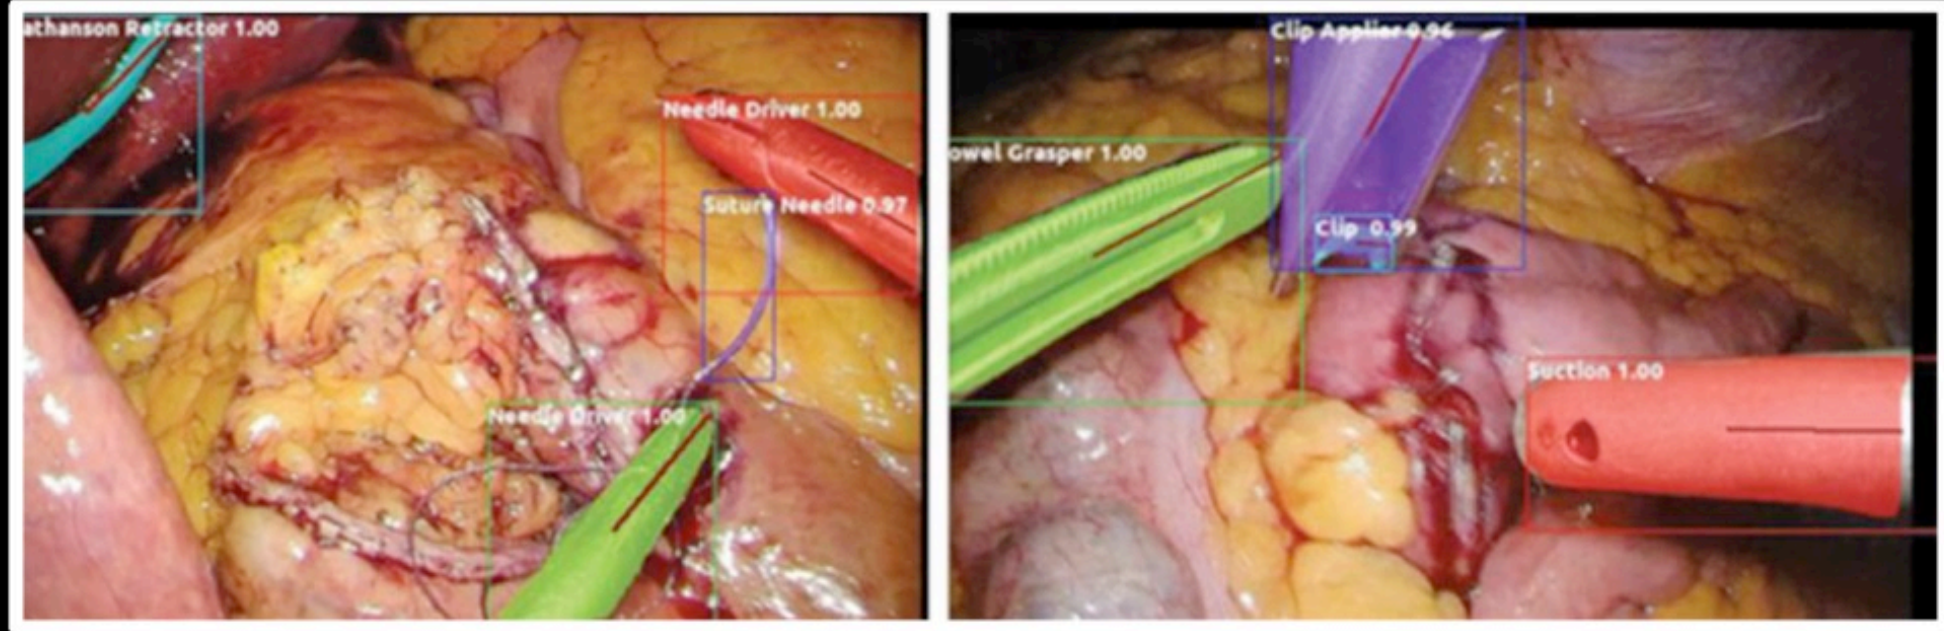 athanson Retractor 1.00
Needle Driver 1.00
Suture Needle 0.97
Needle Driver 1.00
Clip Applier 0.96
owel Grasper 1.00
Clip 0.99
Suction 1.00